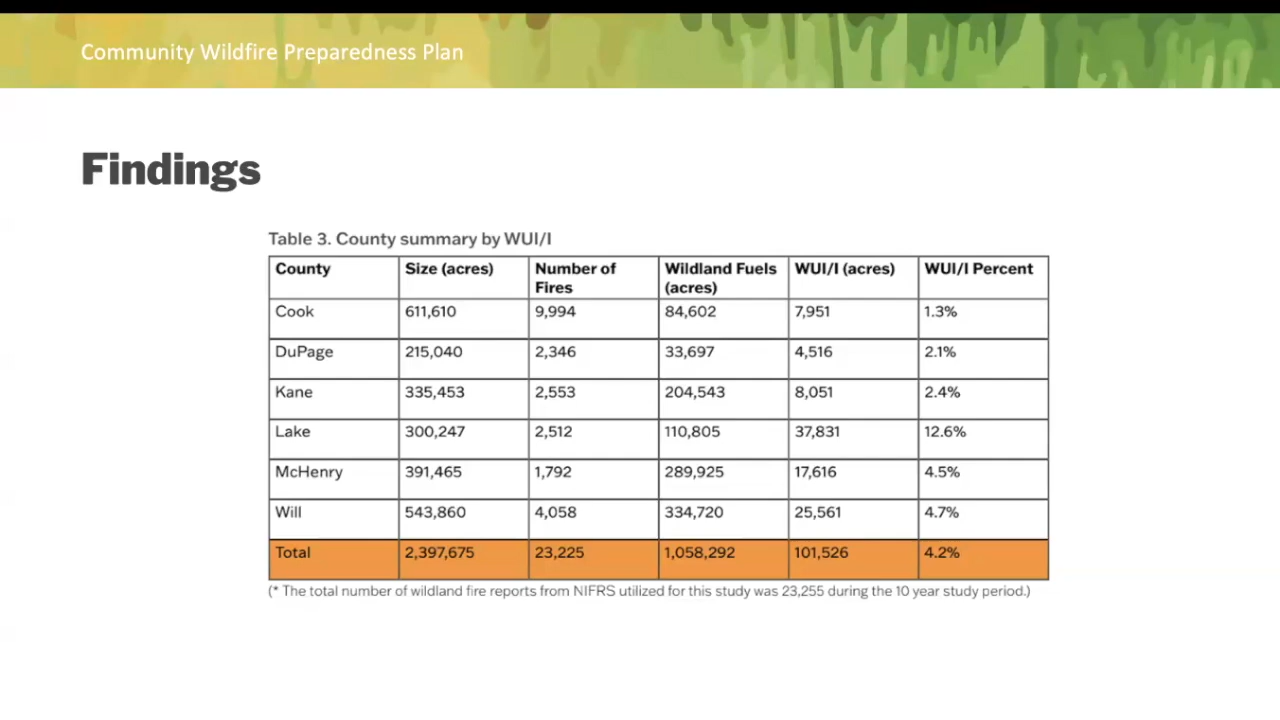 Community Wildfire Preparedness Plan
Findings
Table 3. County summary by WUI/I
County Size (acres) Number of Fires Wildland Fuels (acres) WUI/I (acres) WUI/I Percent
Cook 611,610 9,994 84,602 7,951 1.3%
DuPage 215,040 2,346 33,697 4,516 2.1%
Kane 335,453 2,553 204,543 8,051 2.4%
Lake 300,247 2,512 110,805 37,831 12.6%
McHenry 391,465 1,792 289,925 17,616 4.5%
Will 543,860 4,058 334,720 25,561 4.7%
Total 2,397,675 23,225 1,058,292 101,526 4.2%
(* The total number of wildland fire reports from NIFRS utilized for this study was 23,255 during the 10 year study period.)